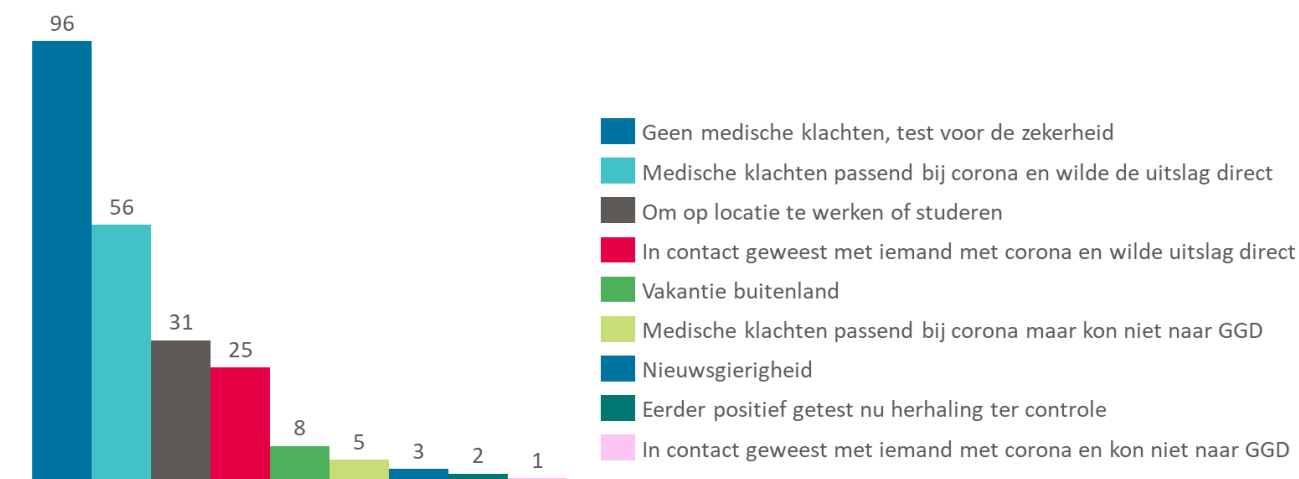 96
56
31
25
8
5
3
2
1
Geen medische klachten, test voor de zekerheid
Medische klachten passend bij corona en wilde de uitslag direct
Om op locatie te werken of studeren
In contact geweest met iemand met corona en wilde uitslag direct
Vakantie buitenland
Medische klachten passend bij corona maar kon niet naar GGD
Nieuwsgierigheid
Eerder positief getest nu herhaling ter controle
In contact geweest met iemand met corona en kon niet naar GGD